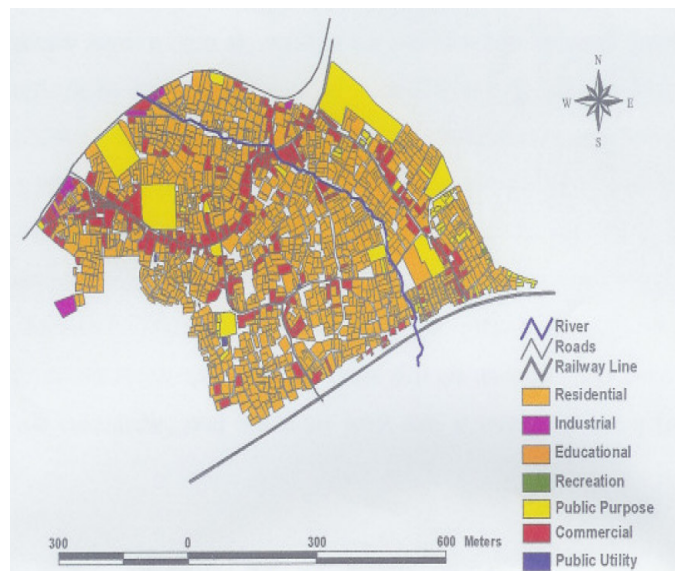 N
W E
S
River
Roads
Railway Line
Residential
Industrial
Educational
Recreation
Public Purpose
Commercial
Public Utility
300 0 300 600 Meters